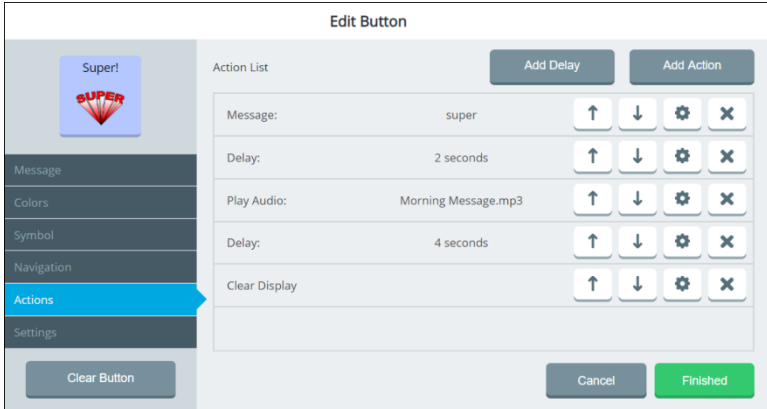 Edit Button
Super!
SUPER
Message
Colors
Symbol
Navigation
Actions
Settings
Clear Button
Action List
Add Delay
Add Action
Message: super
Delay: 2 seconds
Play Audio: Morning Message.mp3
Delay: 4 seconds
Clear Display
Cancel
Finished